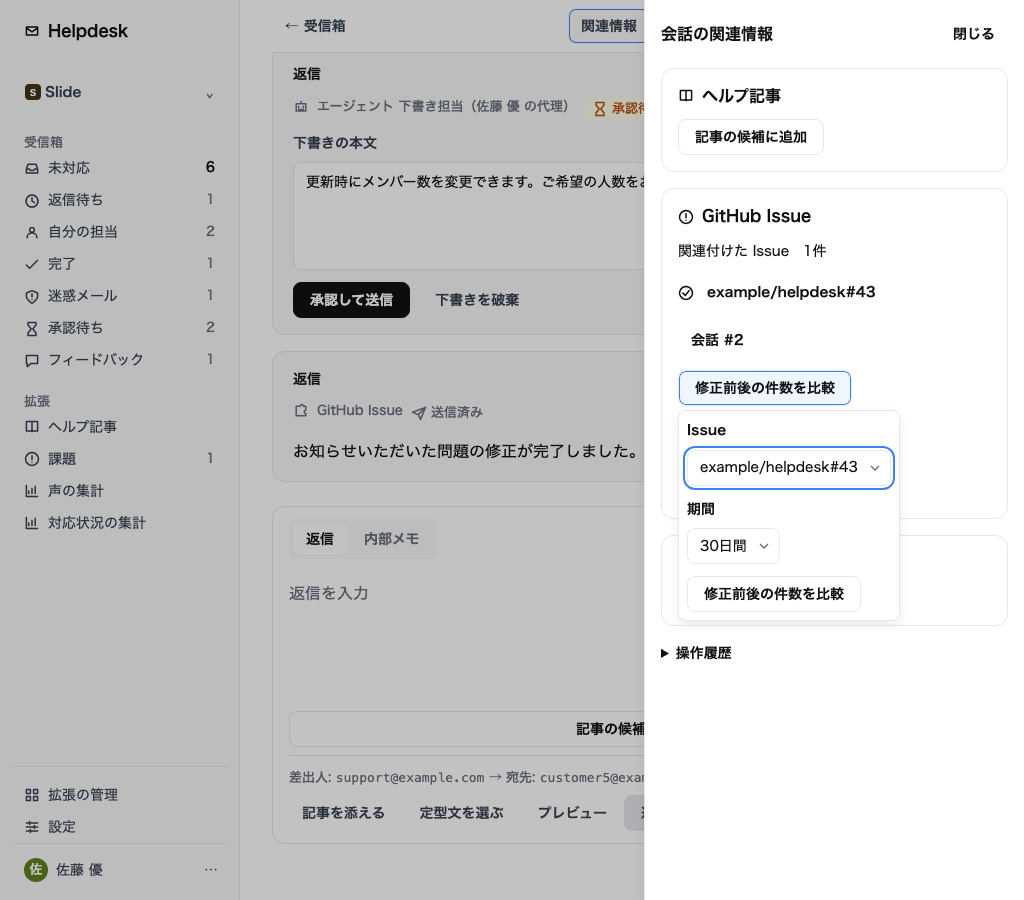 Helpdesk
S Slide
受信箱
未対応 6
返信待ち 1
自分の担当 2
完了 1
迷惑メール 1
承認待ち 2
フィードバック 1
拡張
ヘルプ記事
課題 1
声の集計
対応状況の集計
拡張の管理
設定
佐 佐藤 優 …
← 受信箱
関連情報
返信
エージェント 下書き担当（佐藤 優 の代理）
承認待
下書きの本文
更新時にメンバー数を変更できます。ご希望の人数をお
承認して送信 下書きを破棄
返信
GitHub Issue 送信済み
お知らせいただいた問題の修正が完了しました。
返信 内部メモ
返信を入力
記事の候補
差出人: support@example.com → 宛先: customer5@exam
記事を添える 定型文を選ぶ プレビュー
会話の関連情報 閉じる
ヘルプ記事
記事の候補に追加
GitHub Issue
関連付けた Issue 1件
example/helpdesk#43
会話 #2
修正前後の件数を比較
Issue
example/helpdesk#43
期間
30日間
修正前後の件数を比較
▶ 操作履歴